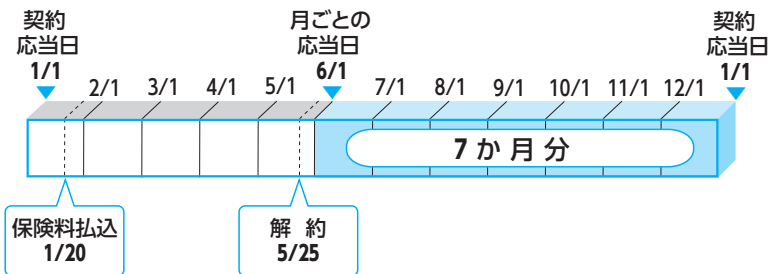 契約
応当日
1/1
月ごとの
応当日
6/1
契約
応当日
1/1
2/1
3/1
4/1
5/1
7/1
8/1
9/1
10/1
11/1
12/1
7か月分
保険料払込
1/20
解 約
5/25